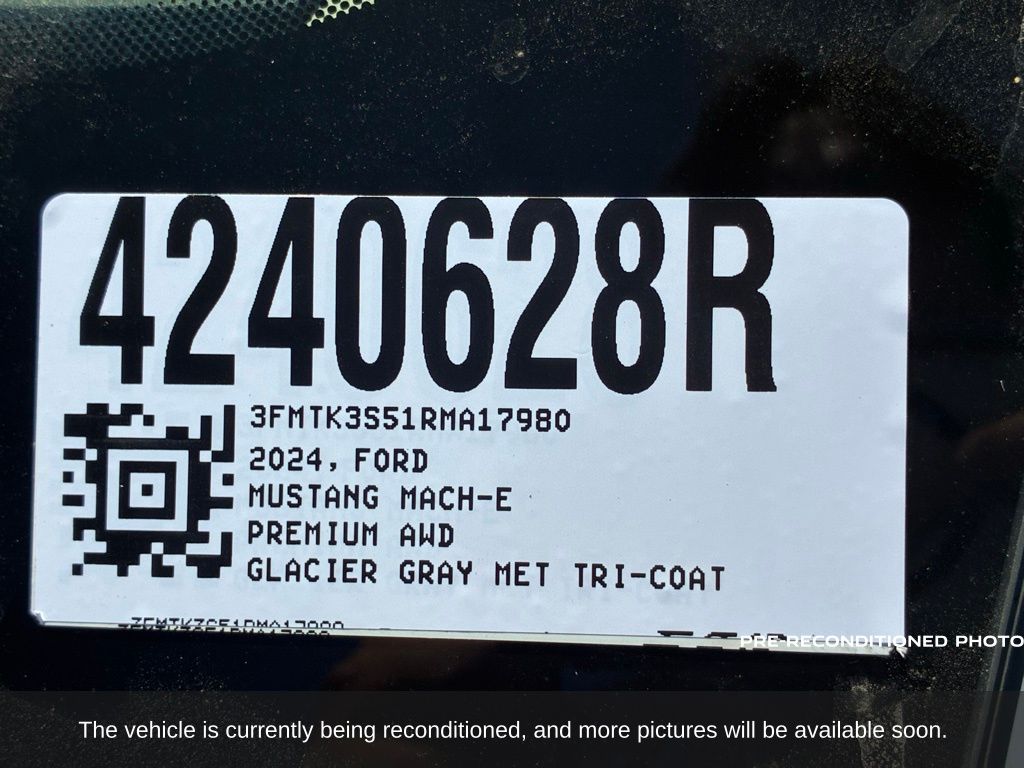 4240628R
3FMTK3S51RMA17980
2024, FORD
MUSTANG MACH-E
PREMIUM AWD
GLACIER GRAY MET TRI-COAT
PRE-RECONDITIONED PHOTO
The vehicle is currently being reconditioned, and more pictures will be available soon.